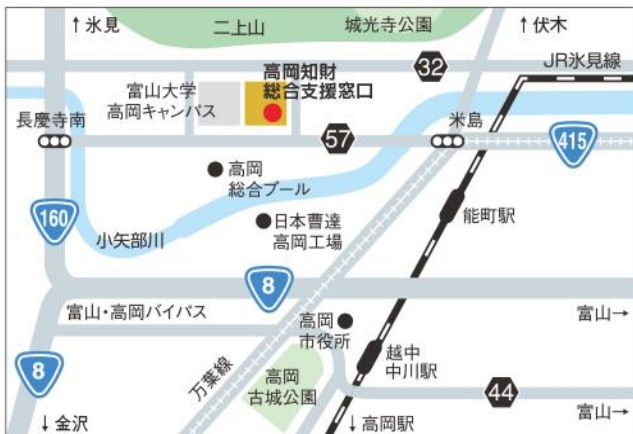 ↑氷見
二上山
城光寺公園
↑伏木
JR氷見線
32
高岡知財
総合支援窓口
富山大学
高岡キャンパス
長慶寺南
57
米島
415
高岡
総合プール
160
小矢部川
日本曹達
高岡工場
能町駅
8
富山・高岡バイパス
富山→
高岡
市役所
8
万葉線
高岡
古城公園
越中
中川駅
44
↓金沢
↓高岡駅
富山→